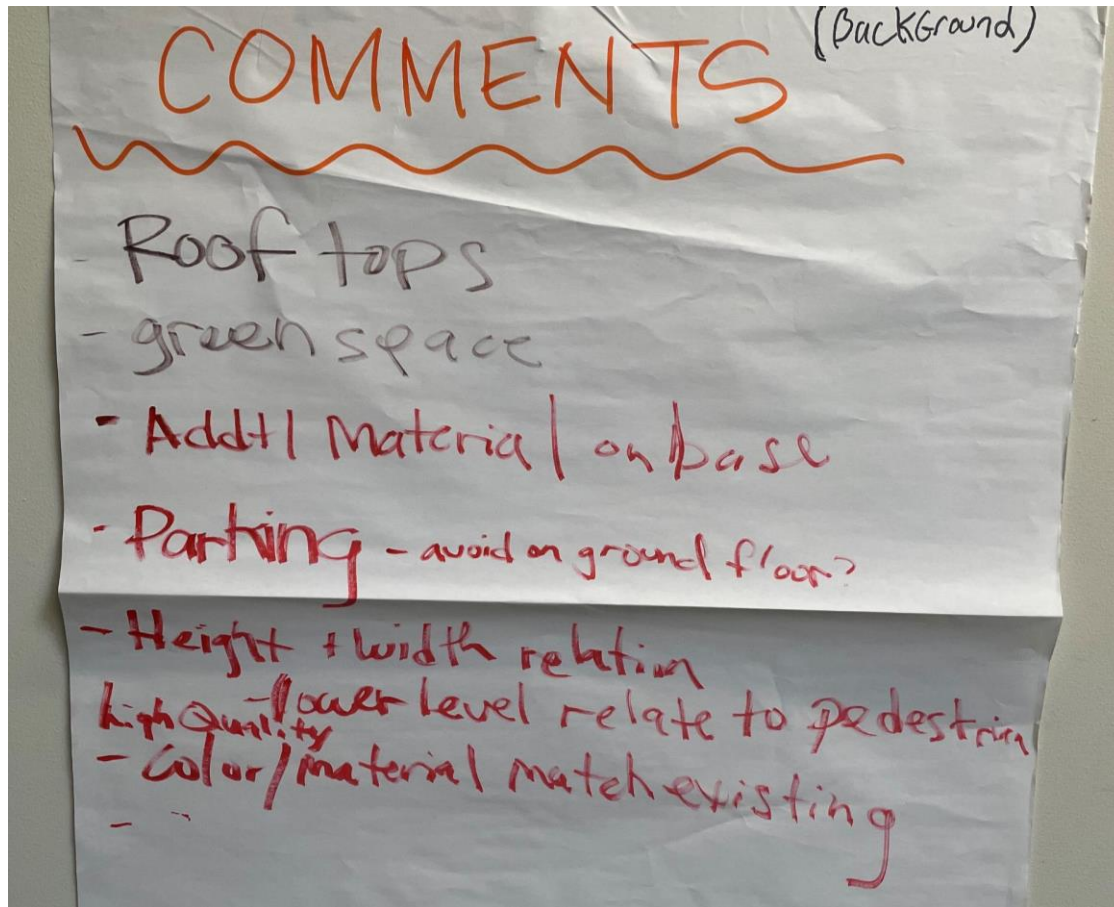 (BackGround)
COMMENTS
- Roof tops
- green space
- Addt'l Material on base
- Parking - avoid on ground floor?
- Height + width relation
- lower level relate to pedestrian
high Quality
- Color/material match existing
- "